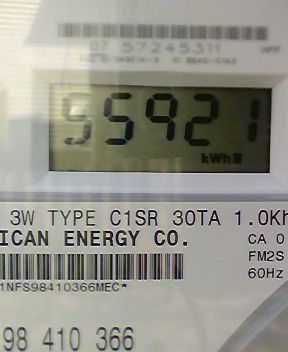 07 57245311
55921
kWh
3W TYPE C1SR 30TA 1.0Kh
ICAN ENERGY CO.
CA 0
FM2S
60Hz
1NFS98410366MEC*
98 410 366